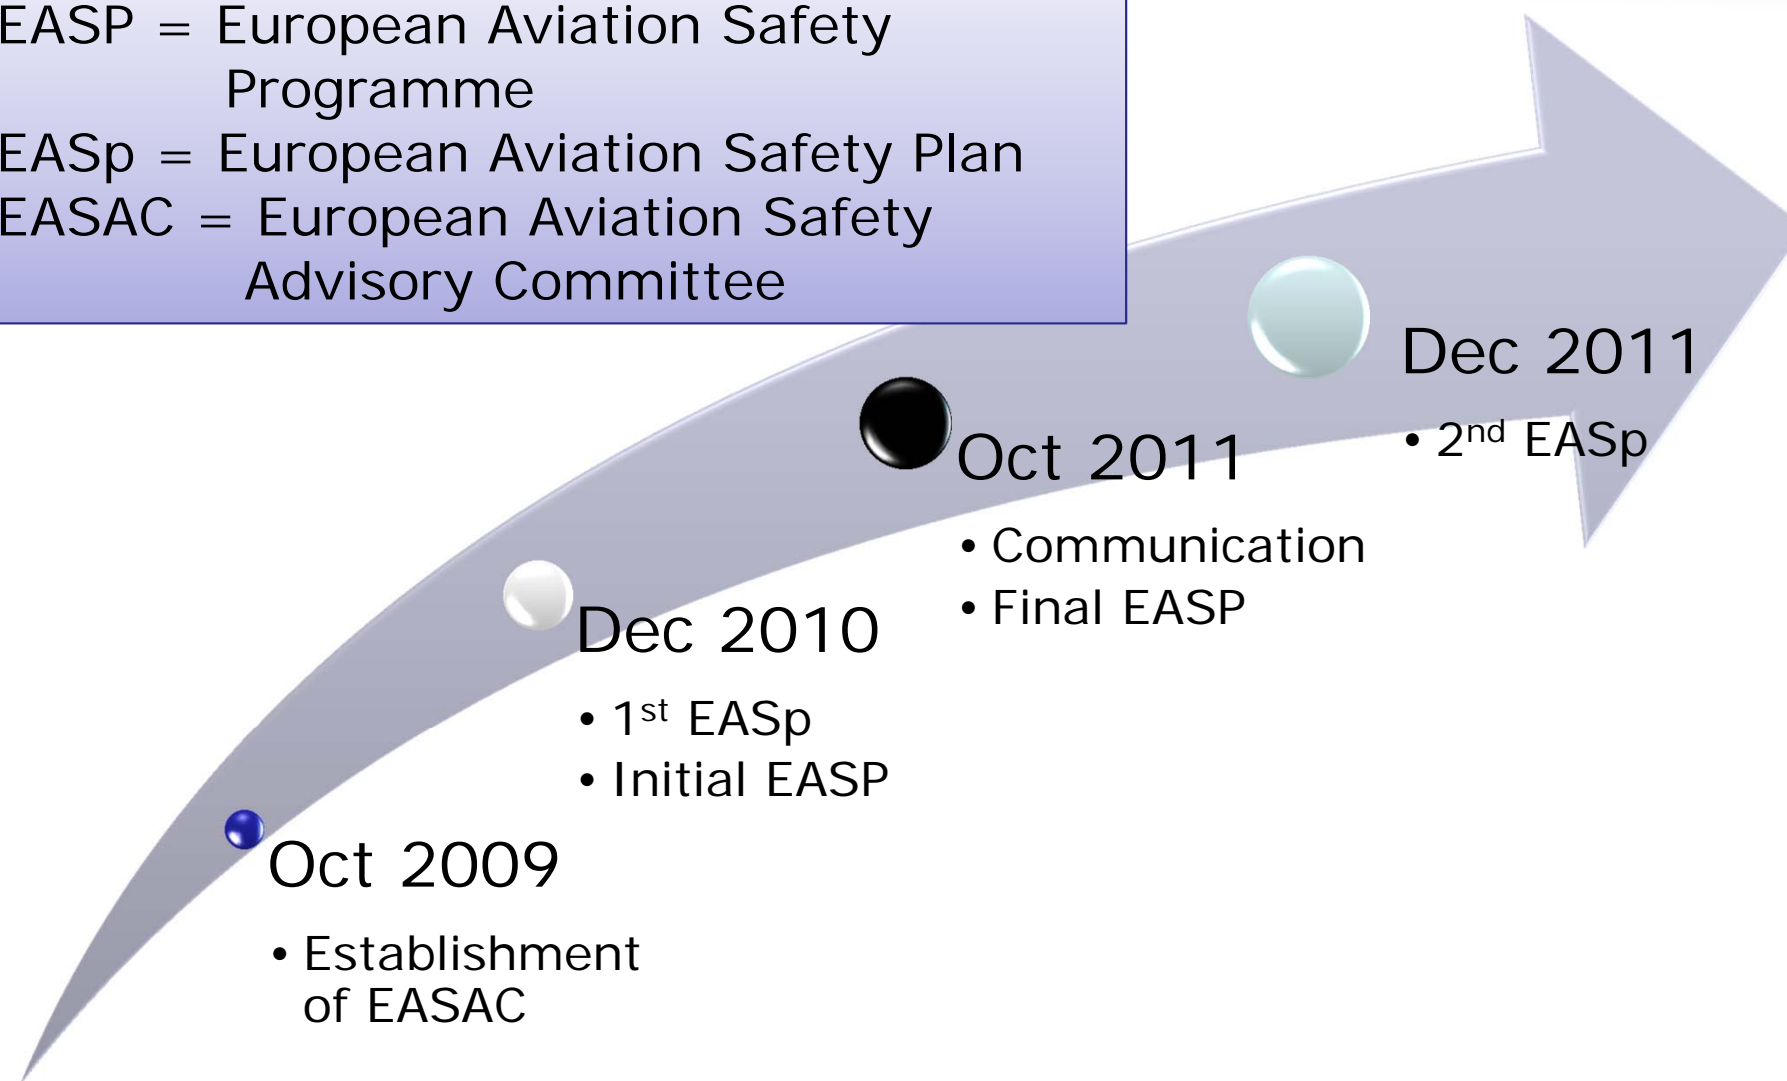 EASP = European Aviation Safety
Programme
EASp = European Aviation Safety Plan
EASAC = European Aviation Safety
Advisory Committee
Dec 2011
• 2nd EASp
Oct 2011
• Communication
• Final EASP
Dec 2010
• 1st EASp
• Initial EASP
Oct 2009
• Establishment
of EASAC